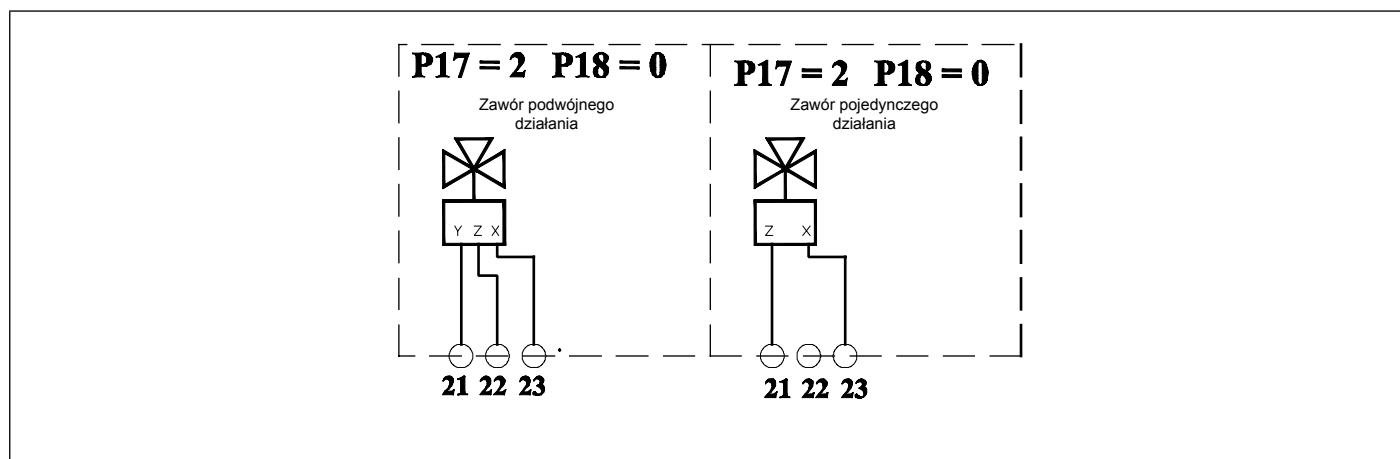 P17 = 2 P18 = 0
Zawór podwójnego
działania
Y Z X
21 22 23
P17 = 2 P18 = 0
Zawór pojedynczego
działania
Z X
21 22 23